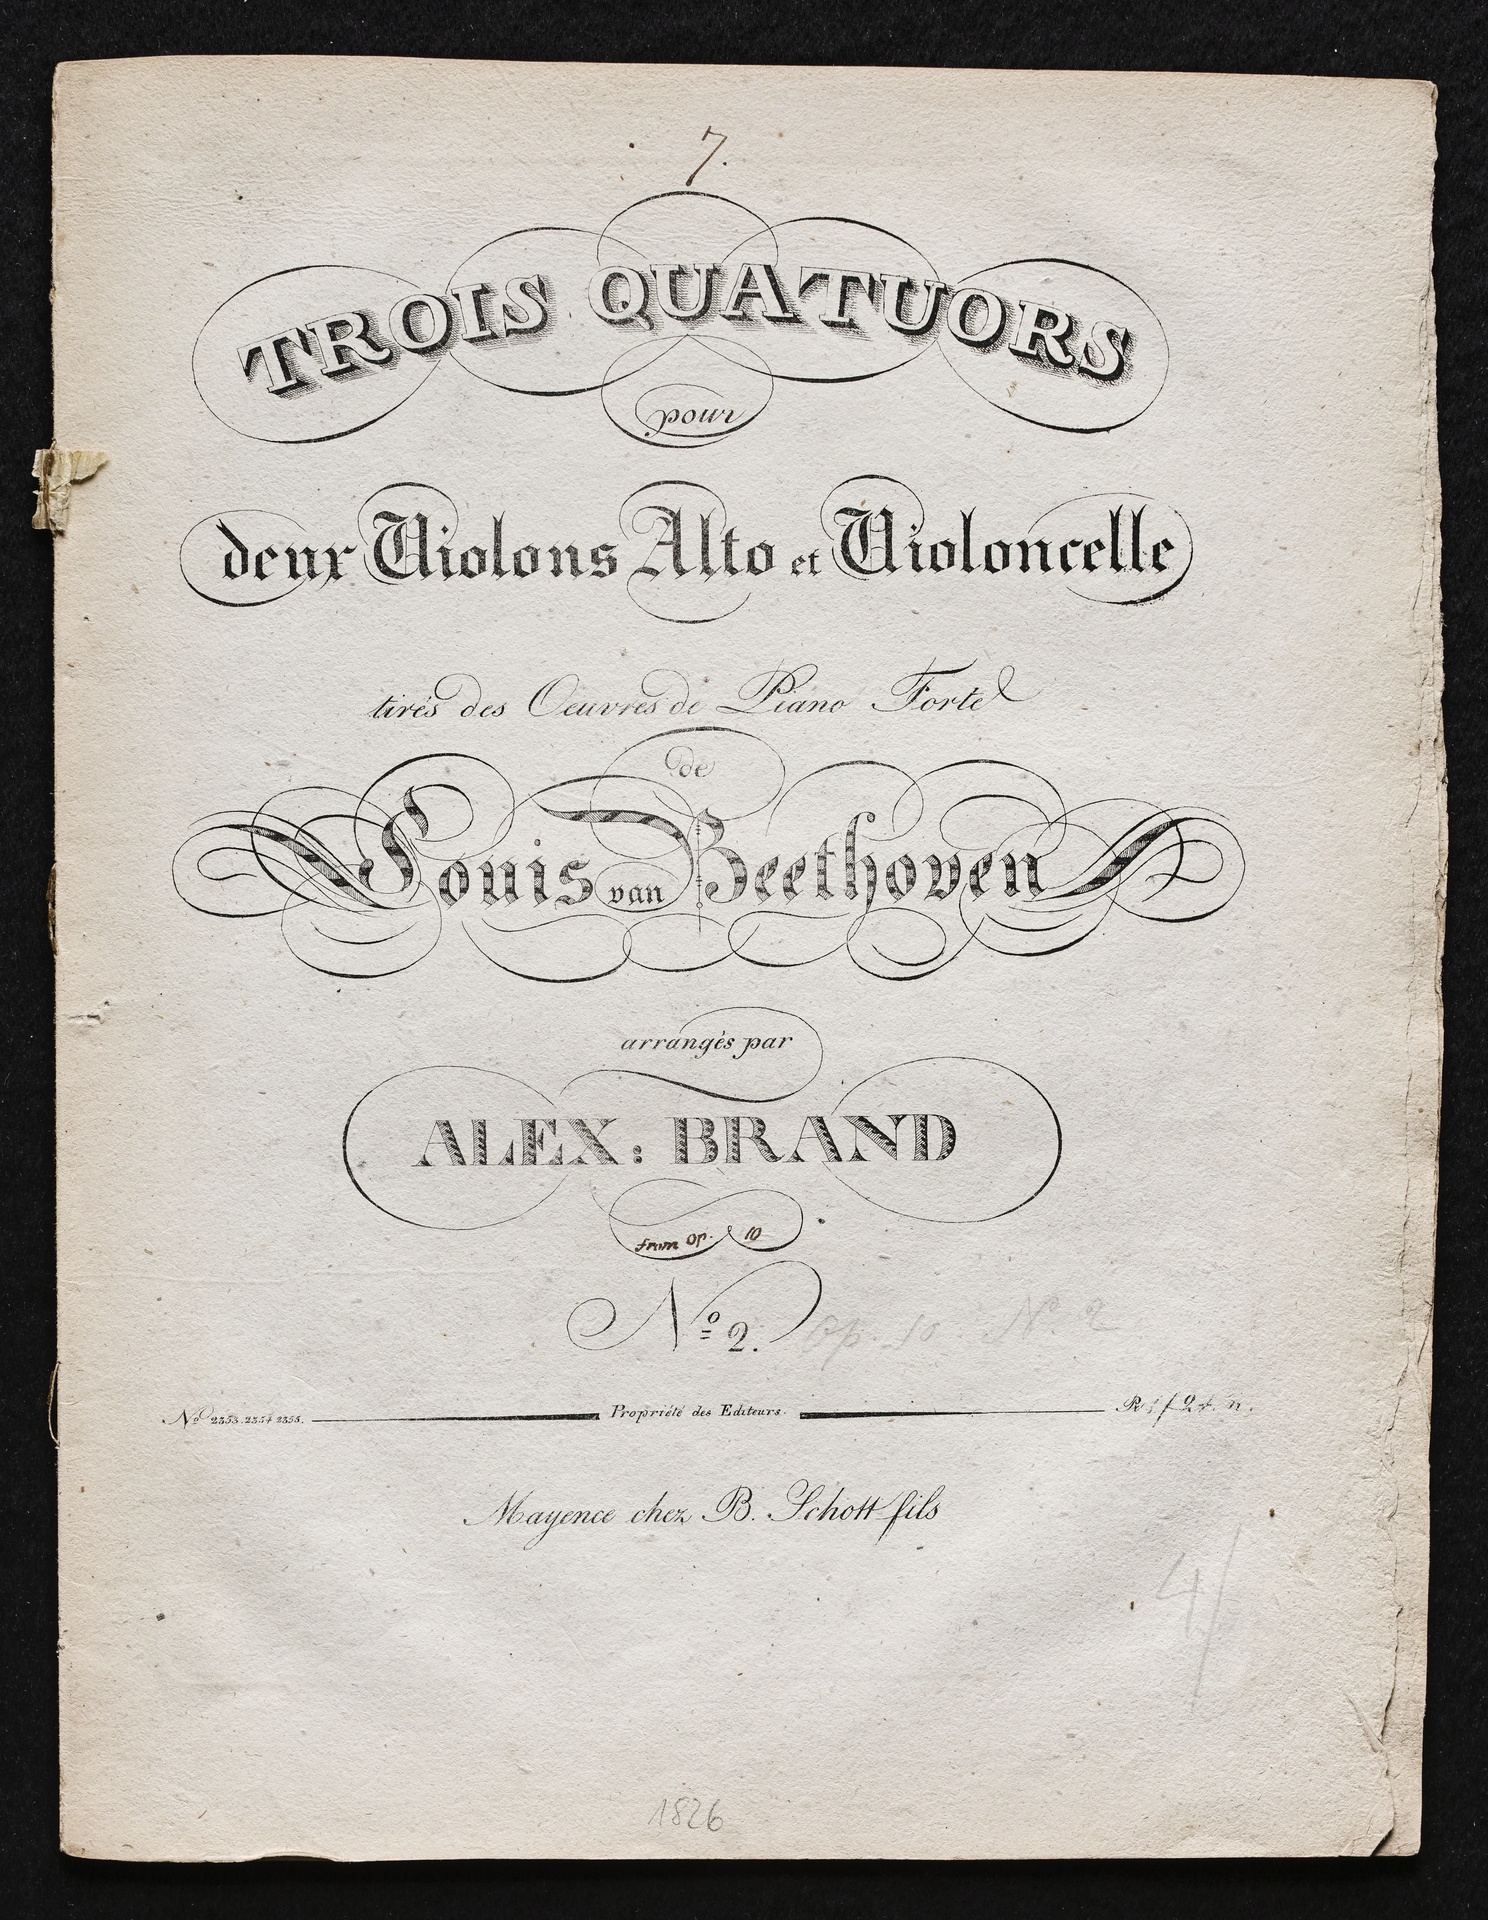 7.
TROIS QUATUORS
pour
deux Violons Alto et Violoncelle
tirés des Oeuvres de Piano Forte
de
Louis van Beethoven
arrangés par
ALEX: BRAND
from Op. 10
Nº 2. Op. 10. Nº 2
Nº 2353. 2354 2355. Propriété des Editeurs.
Mayence chez B. Schott fils
4/
1826